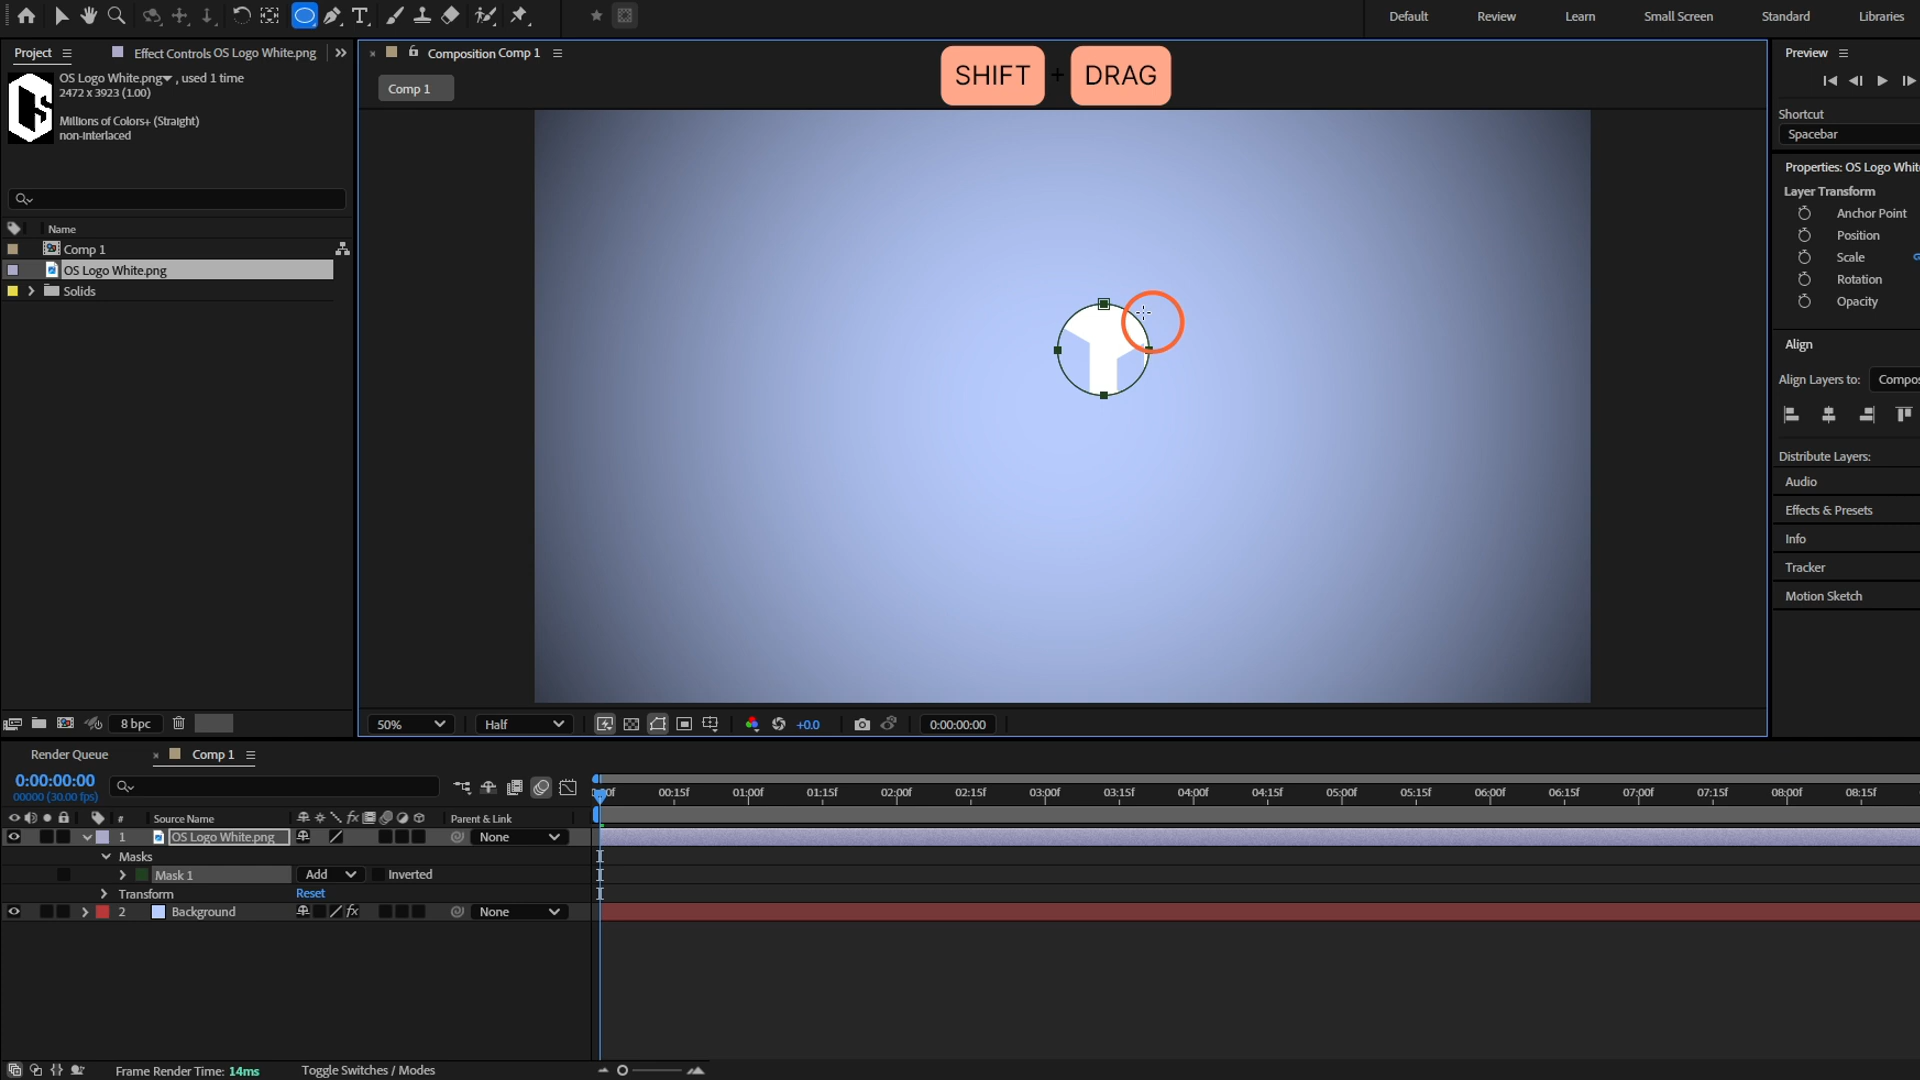 Default
Review
Learn
Small Screen
Standard
Libraries
Project
Effect Controls OS Logo White.png
Composition Comp 1
SHIFT + DRAG
Preview
OS Logo White.png , used 1 time
2472 x 3923 (1.00)
Millions of Colors+ (Straight)
non-interlaced
Comp 1
Shortcut
Spacebar
Properties: OS Logo Whit
Layer Transform
Anchor Point
Position
Scale
Rotation
Opacity
Name
Comp 1
OS Logo White.png
Solids
Align
Align Layers to:
Compos
Distribute Layers:
Audio
Effects & Presets
Info
Tracker
Motion Sketch
8 bpc
50%
Half
+0.0
0:00:00:00
Render Queue
Comp 1
0:00:00:00
00000 (30.00 fps)
00:15f
01:00f
01:15f
02:00f
02:15f
03:00f
03:15f
04:00f
04:15f
05:00f
05:15f
06:00f
06:15f
07:00f
07:15f
08:00f
08:15f
#
Source Name
Parent & Link
1
OS Logo White.png
None
Masks
Mask 1
Add
Inverted
Transform
Reset
2
Background
fx
None
Frame Render Time: 14ms
Toggle Switches / Modes